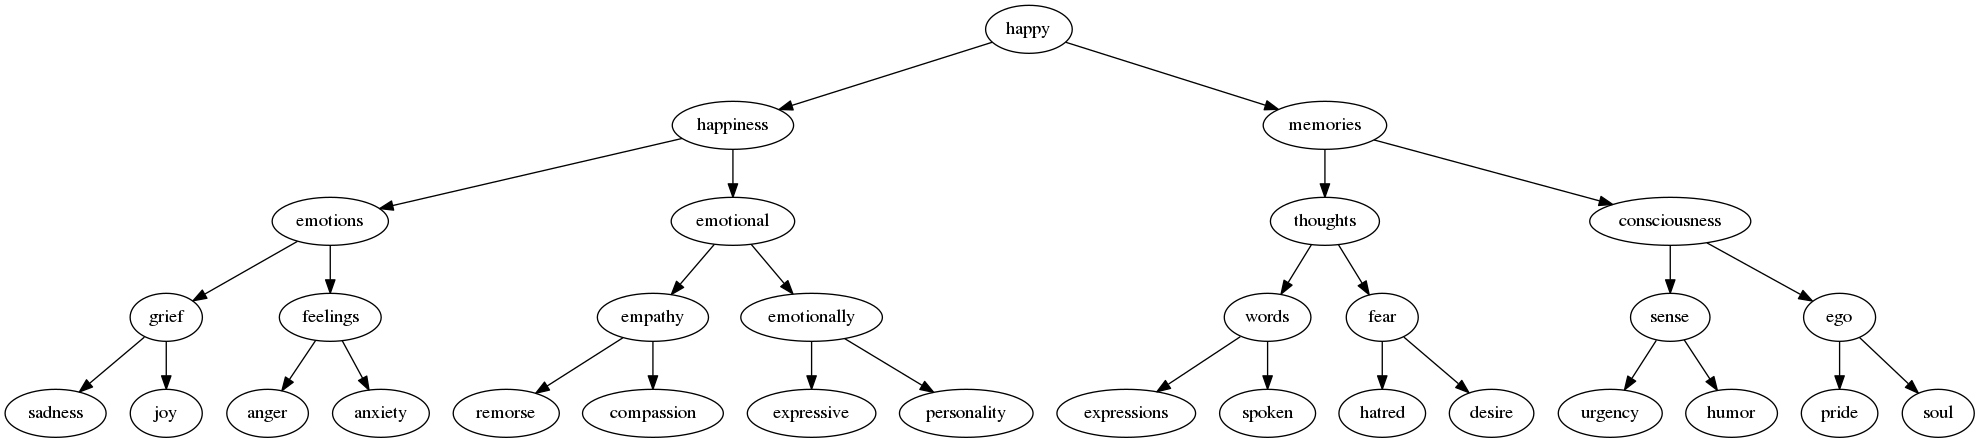 happy
happiness
memories
emotions
emotional
thoughts
consciousness
grief
feelings
empathy
emotionally
words
fear
sense
ego
sadness
joy
anger
anxiety
remorse
compassion
expressive
personality
expressions
spoken
hatred
desire
urgency
humor
pride
soul